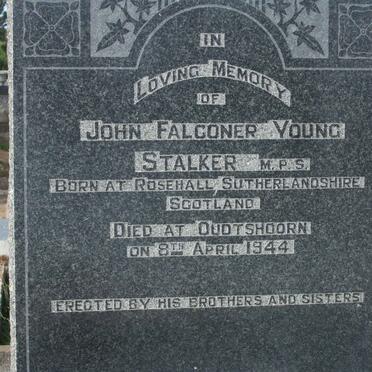 IN
LOVING MEMORY
OF
JOHN FALCONER YOUNG
STALKER M.P.S.
BORN AT ROSEHALL SUTHERLANDSHIRE
SCOTLAND
DIED AT OUDTSHOORN
ON 8TH APRIL 1944
ERECTED BY HIS BROTHERS AND SISTERS